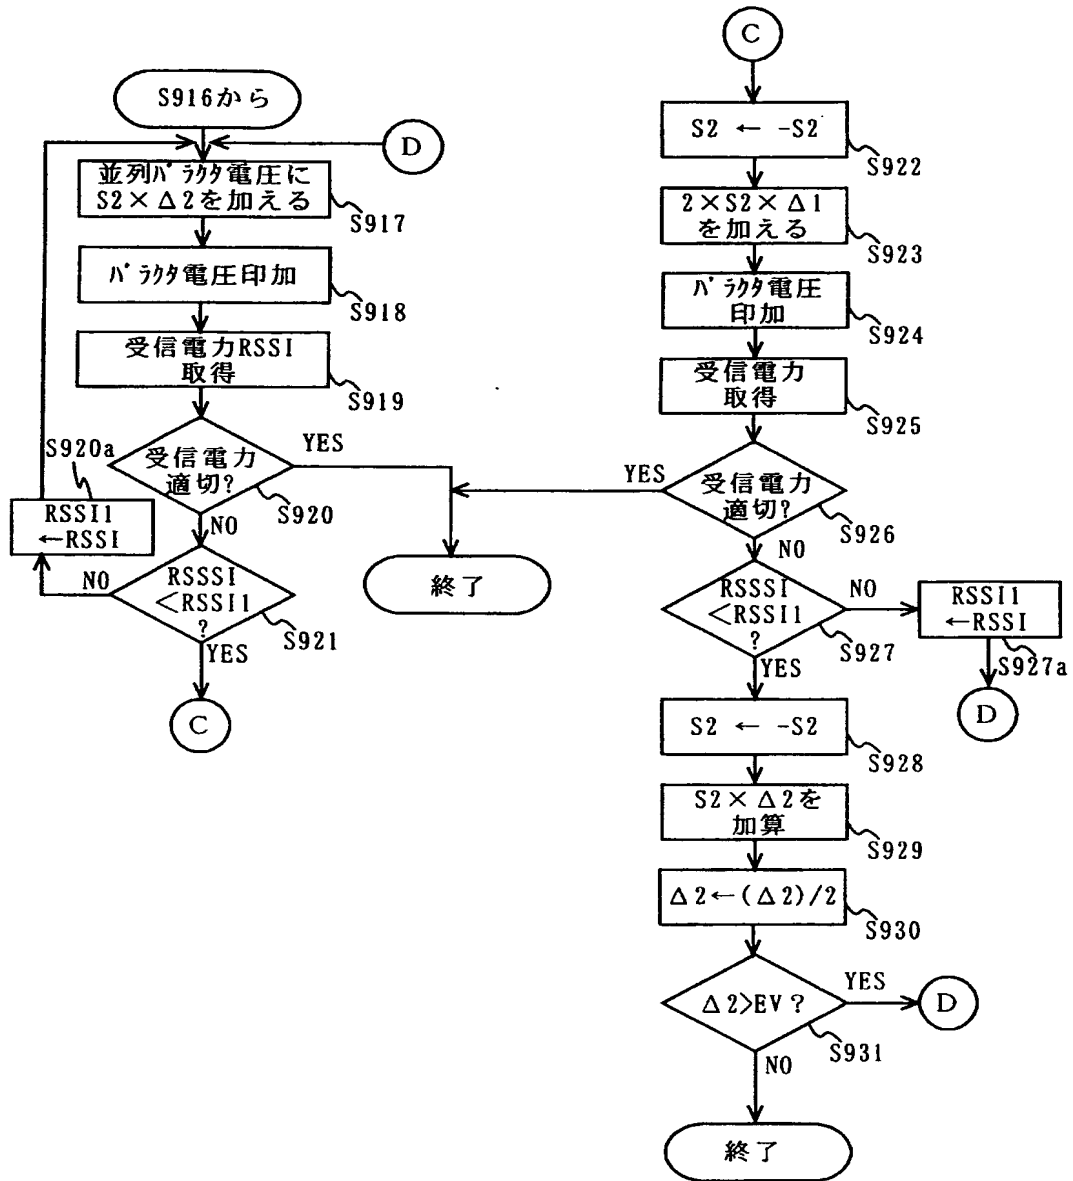 S916から
D
並列バラクタ電圧に
S2×Δ2を加える
S917
バラクタ電圧印加
S918
受信電力RSSI
取得
S919
受信電力
適切?
YES
S920
NO
S920a
RSSI1
←RSSI
RSSSI
<RSSI1
?
NO
S921
YES
C
終了
C
S2 ← -S2
S922
2×S2×Δ1
を加える
S923
バラクタ電圧
印加
S924
受信電力
取得
S925
受信電力
適切?
YES
S926
NO
RSSSI
<RSSI1
?
NO
S927
YES
RSSI1
←RSSI
S927a
D
S2 ← -S2
S928
S2×Δ2を
加算
S929
Δ2←(Δ2)/2
S930
Δ2>EV?
YES
D
S931
NO
終了